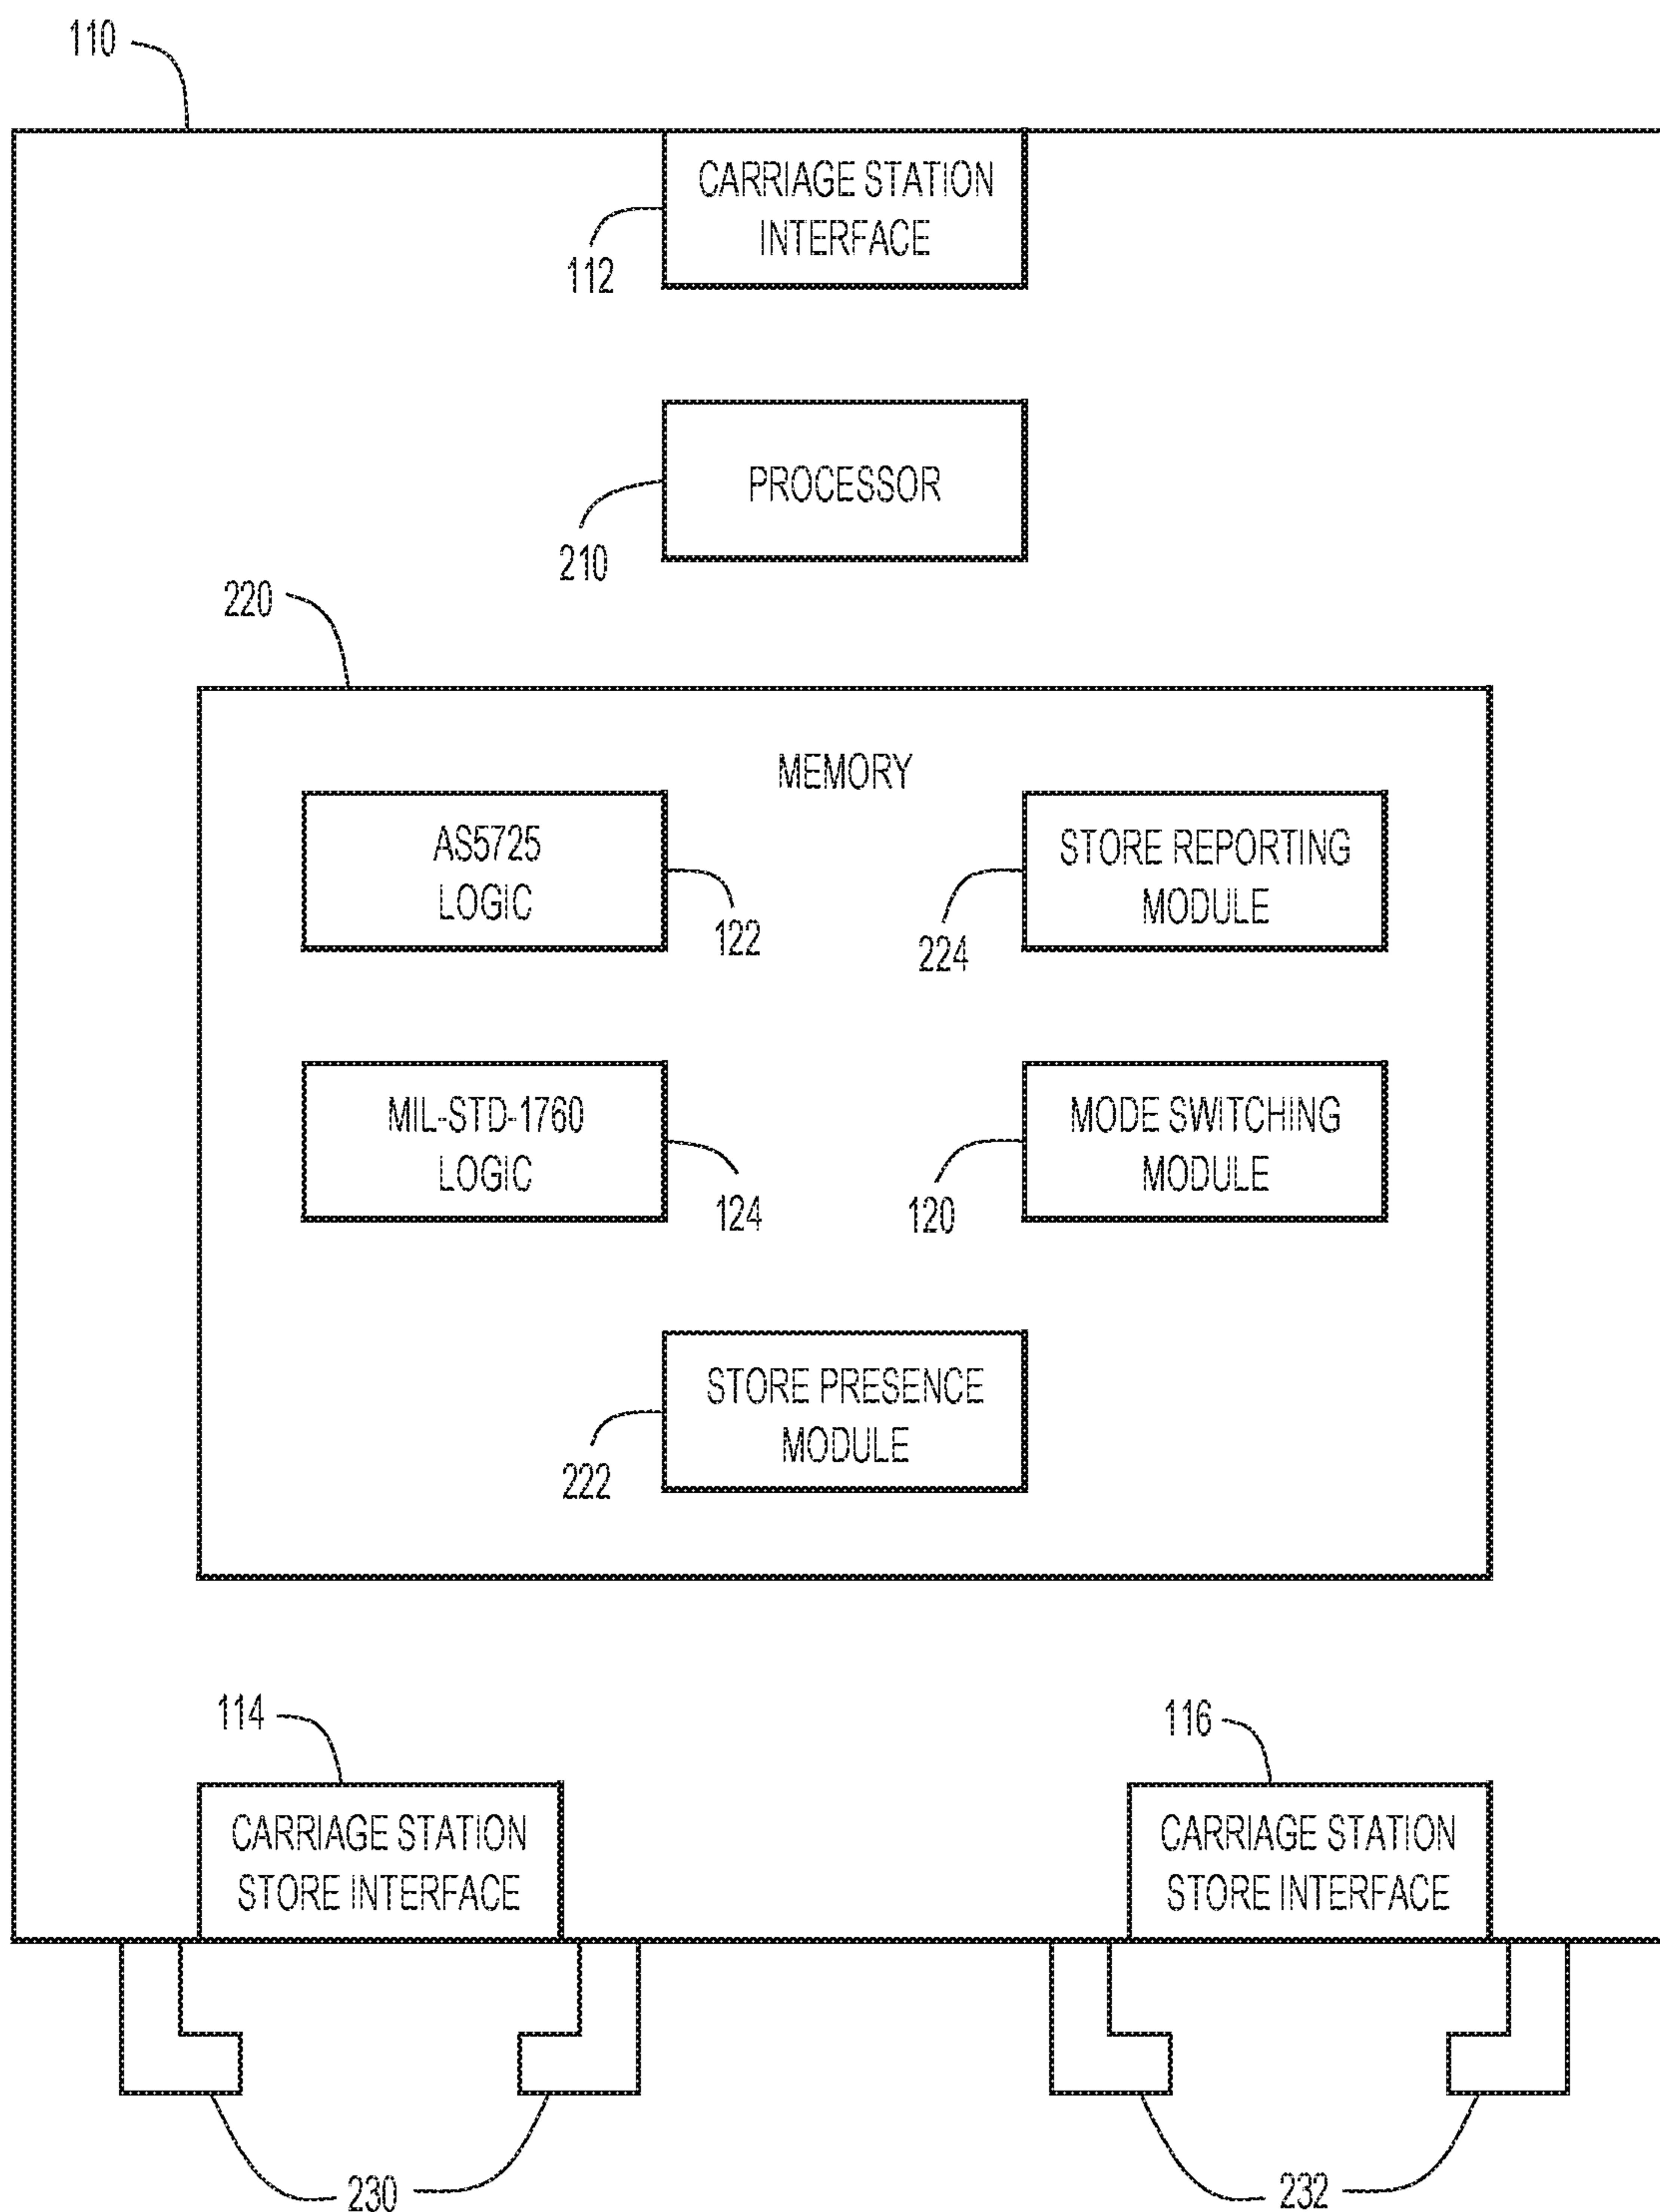 110
CARRIAGE STATION
INTERFACE
112
PROCESSOR
210
220
MEMORY
AS5725
LOGIC
122
STORE REPORTING
MODULE
224
MIL-STD-1760
LOGIC
124
MODE SWITCHING
MODULE
120
STORE PRESENCE
MODULE
222
114
116
CARRIAGE STATION
STORE INTERFACE
CARRIAGE STATION
STORE INTERFACE
230
232